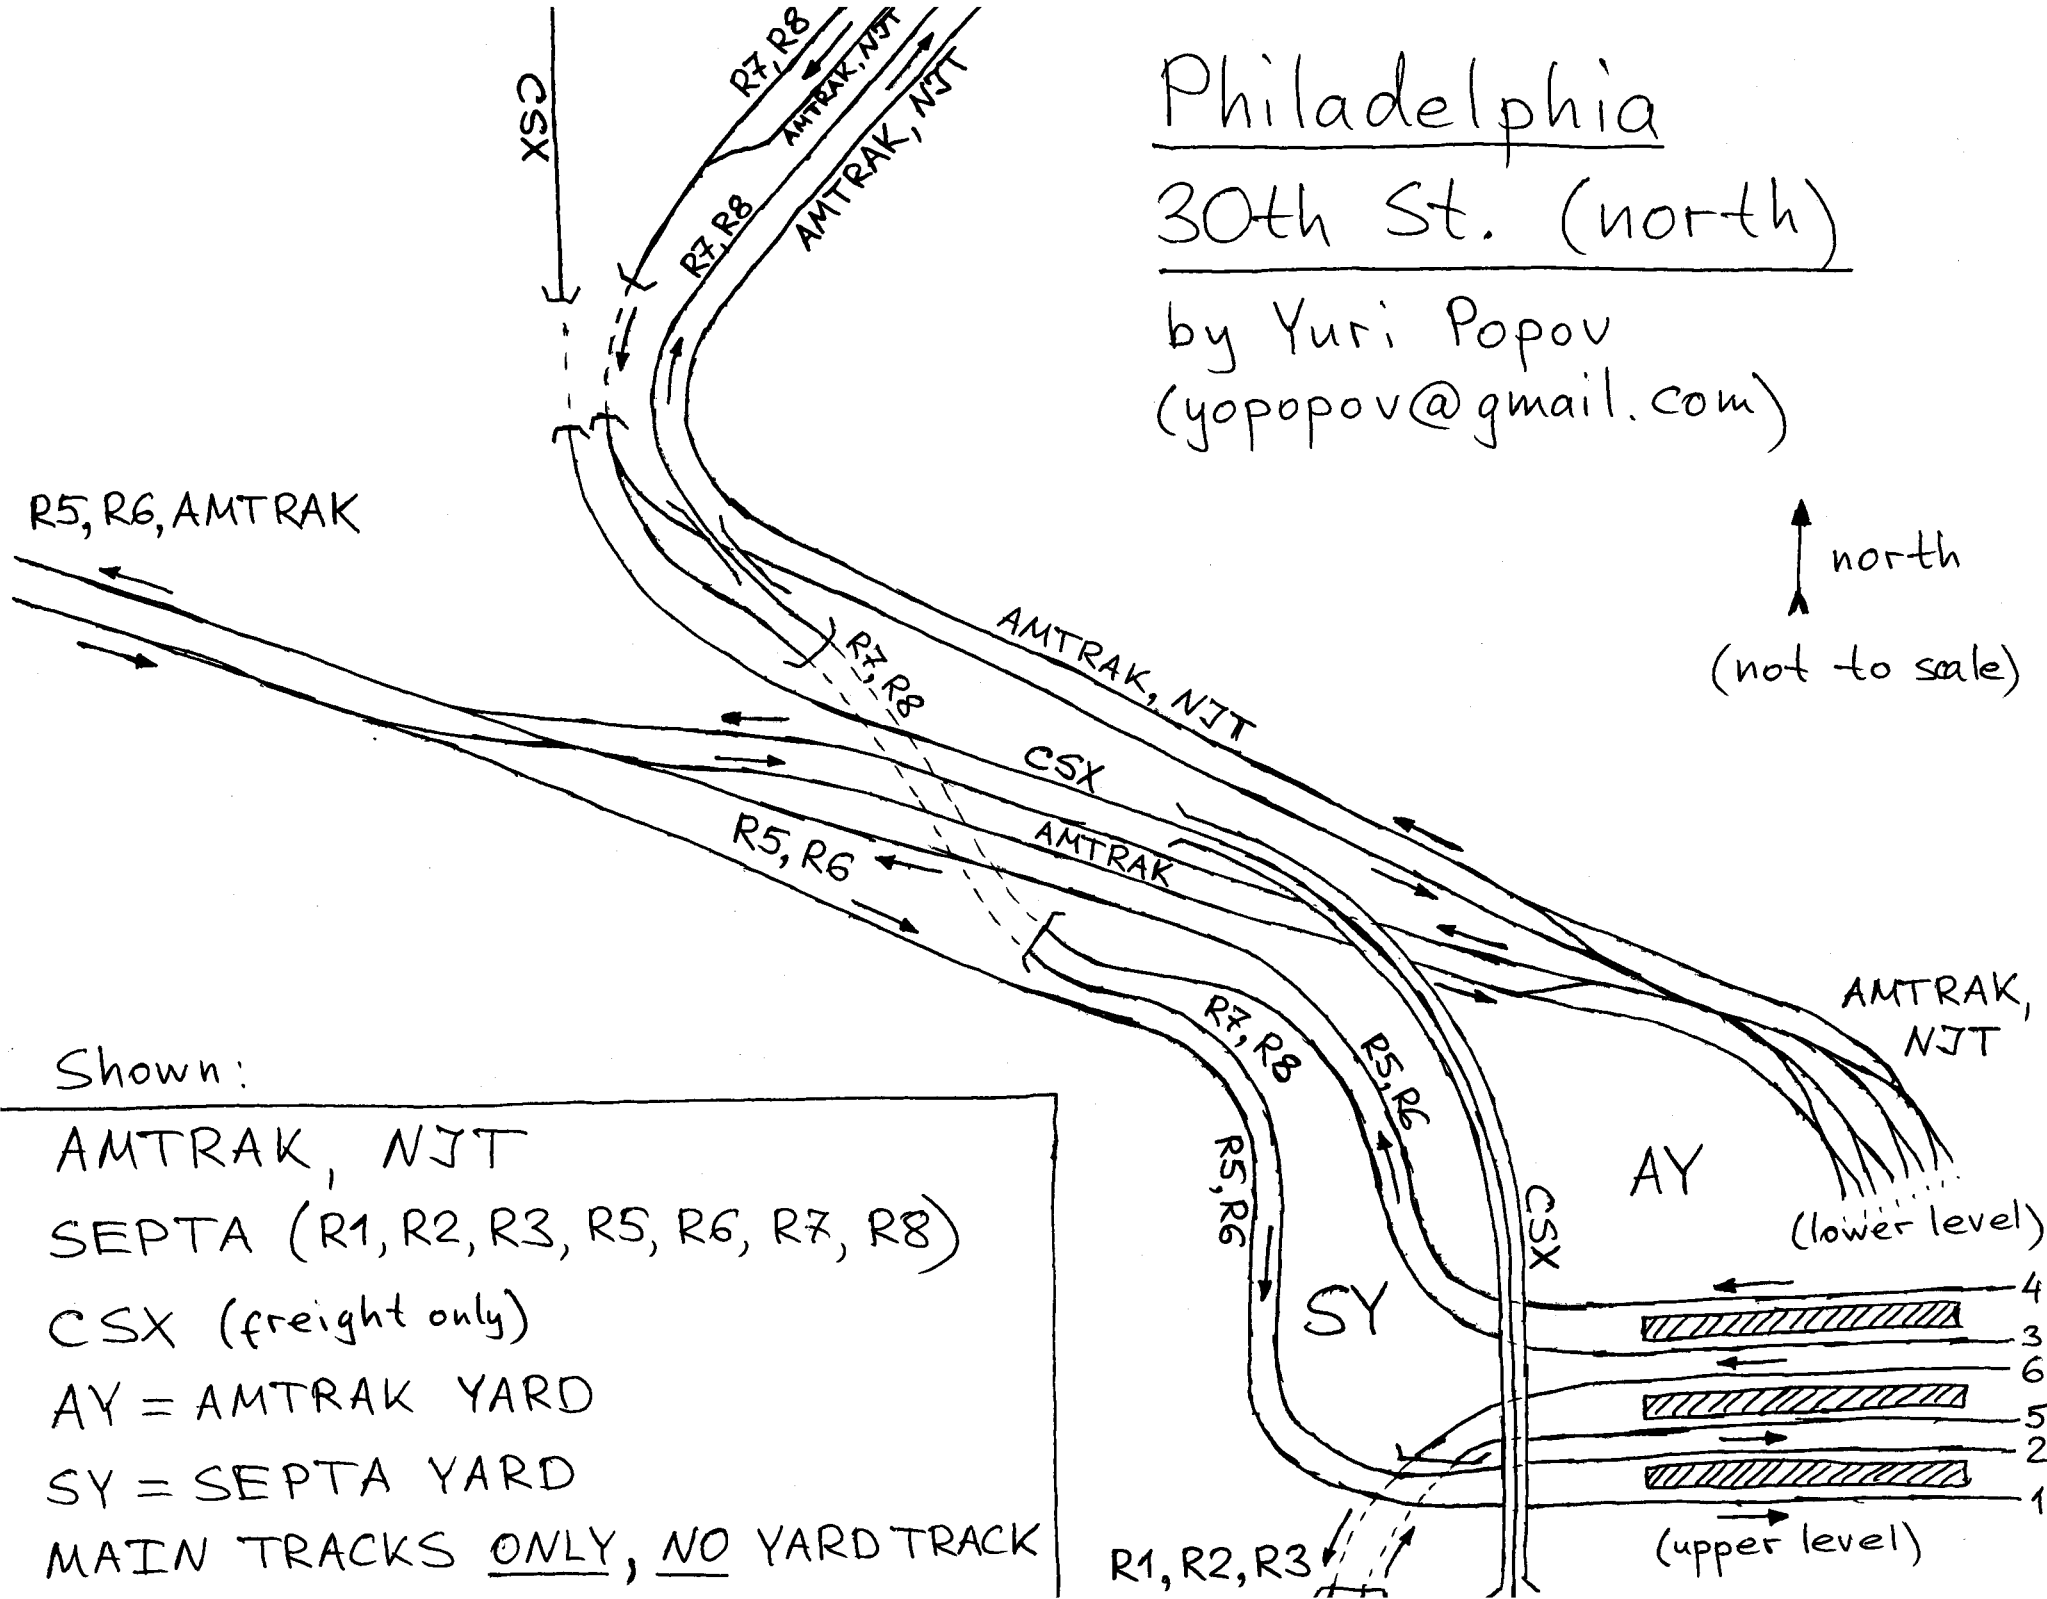 Philadelphia
30th St. (north)
by Yuri Popov
(yopopov@gmail.com)
north
(not to scale)
CSX
R7, R8
AMTRAK, NJT
R7, R8
AMTRAK, NJT
R5, R6, AMTRAK
R7, R8
AMTRAK, NJT
CSX
AMTRAK
R5, R6
R7, R8
R5, R6
R5, R6
AMTRAK,
NJT
AY
(lower level)
CSX
SY
4
3
6
5
2
1
(upper level)
R1, R2, R3
Shown:
AMTRAK, NJT
SEPTA (R1, R2, R3, R5, R6, R7, R8)
CSX (freight only)
AY = AMTRAK YARD
SY = SEPTA YARD
MAIN TRACKS ONLY, NO YARD TRACK